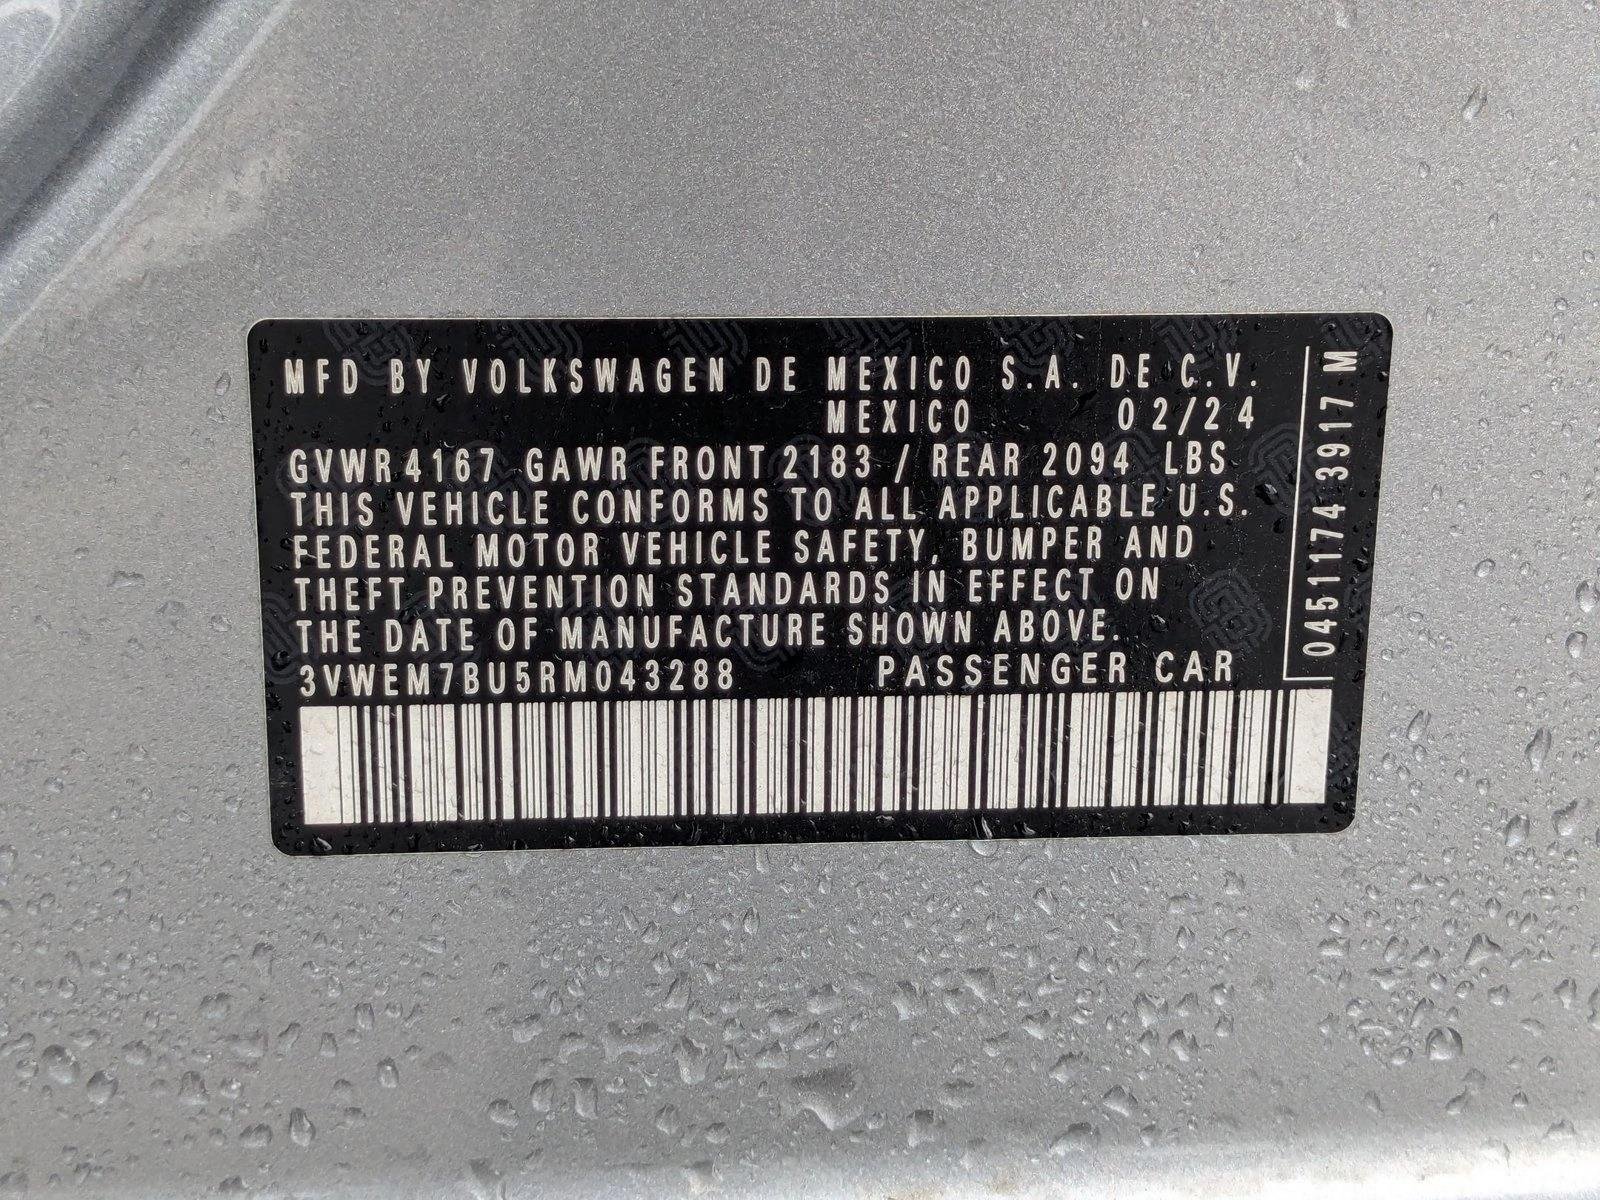 MFD BY VOLKSWAGEN DE MEXICO S.A. DE C.V.
MEXICO 02/24
GVWR 4167 GAWR FRONT 2183 / REAR 2094 LBS
THIS VEHICLE CONFORMS TO ALL APPLICABLE U.S.
FEDERAL MOTOR VEHICLE SAFETY, BUMPER AND
THEFT PREVENTION STANDARDS IN EFFECT ON
THE DATE OF MANUFACTURE SHOWN ABOVE.
3VWEM7BU5RM043288 PASSENGER CAR
0451174 3917 M